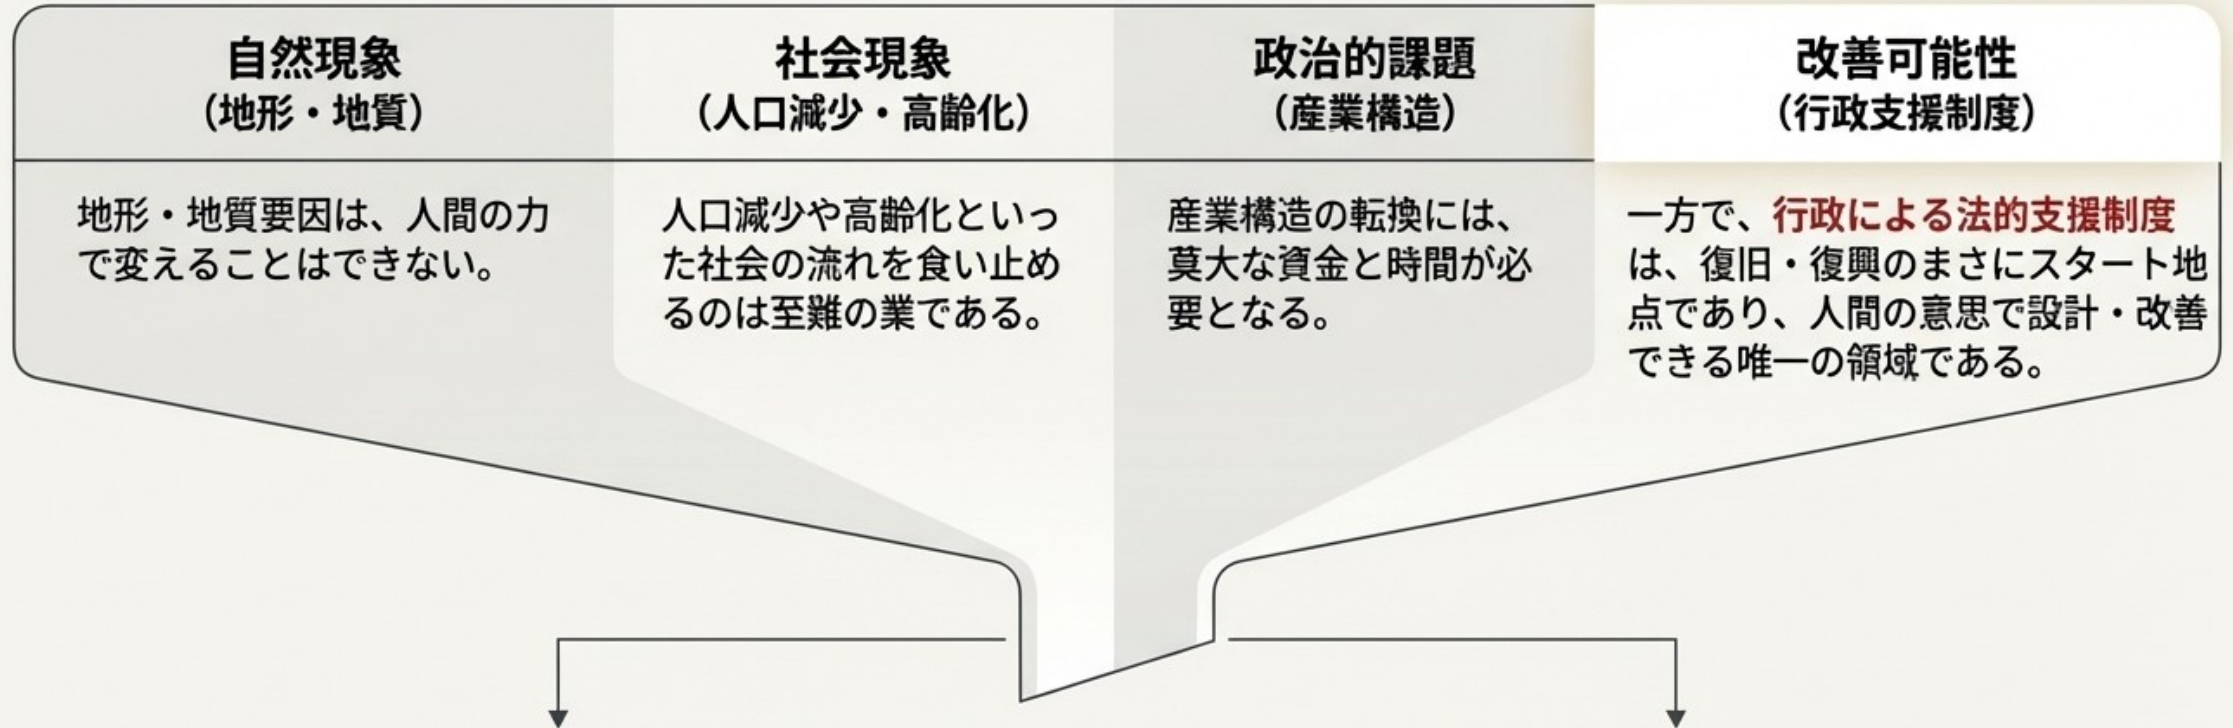 自然現象
（地形・地質）
地形・地質要因は、人間の力
で変えることはできない。
社会現象
（人口減少・高齢化）
人口減少や高齢化といっ
た社会の流れを食い止め
るのは至難の業である。
政治的課題
（産業構造）
産業構造の転換には、
莫大な資金と時間が必
要となる。
改善可能性
（行政支援制度）
一方で、行政による法的支援制度
は、復旧・復興のまさにスタート地
点であり、人間の意思で設計・改善
できる唯一の領域である。